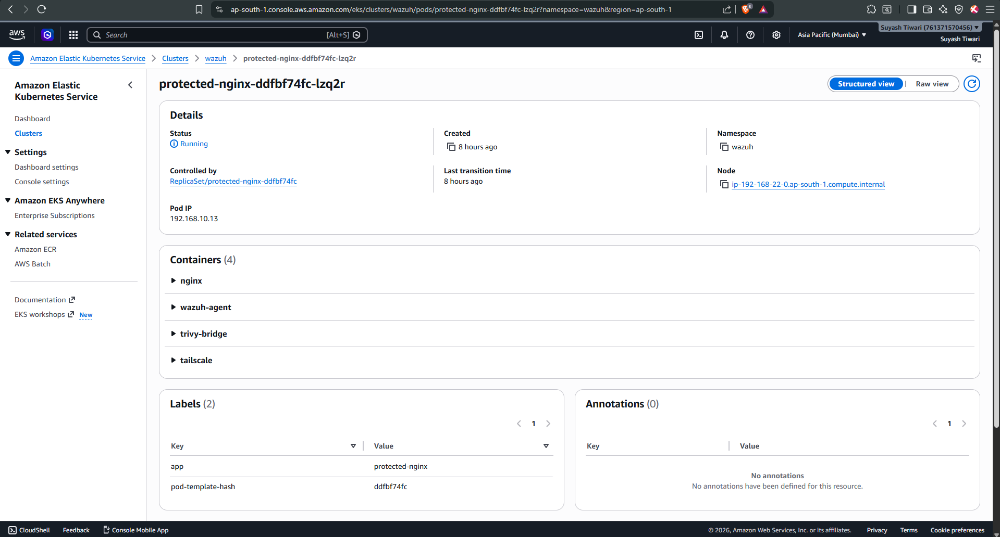 ap-south-1.console.aws.amazon.com/eks/clusters/wazuh/pods/protected-nginx-ddfbf74fc-lzq2r?namespace=wazuh&region=ap-south-1
3
aws
Search
[Alt+S]
Asia Pacific (Mumbai)
Suyash Tiwari (761371570456)
Suyash Tiwari
Amazon Elastic Kubernetes Service
Clusters
wazuh
protected-nginx-ddfbf74fc-lzq2r
Amazon Elastic
Kubernetes Service
Dashboard
Clusters
Settings
Dashboard settings
Console settings
Amazon EKS Anywhere
Enterprise Subscriptions
Related services
Amazon ECR
AWS Batch
Documentation
EKS workshops New
protected-nginx-ddfbf74fc-lzq2r
Structured view
Raw view
Details
Status
Running
Created
8 hours ago
Namespace
wazuh
Controlled by
ReplicaSet/protected-nginx-ddfbf74fc
Last transition time
8 hours ago
Node
ip-192-168-22-0.ap-south-1.compute.internal
Pod IP
192.168.10.13
Containers (4)
nginx
wazuh-agent
trivy-bridge
tailscale
Labels (2)
1
Key Value
app protected-nginx
pod-template-hash ddfbf74fc
Annotations (0)
1
Key Value
No annotations
No annotations have been defined for this resource.
CloudShell
Feedback
Console Mobile App
© 2026, Amazon Web Services, Inc. or its affiliates.
Privacy
Terms
Cookie preferences